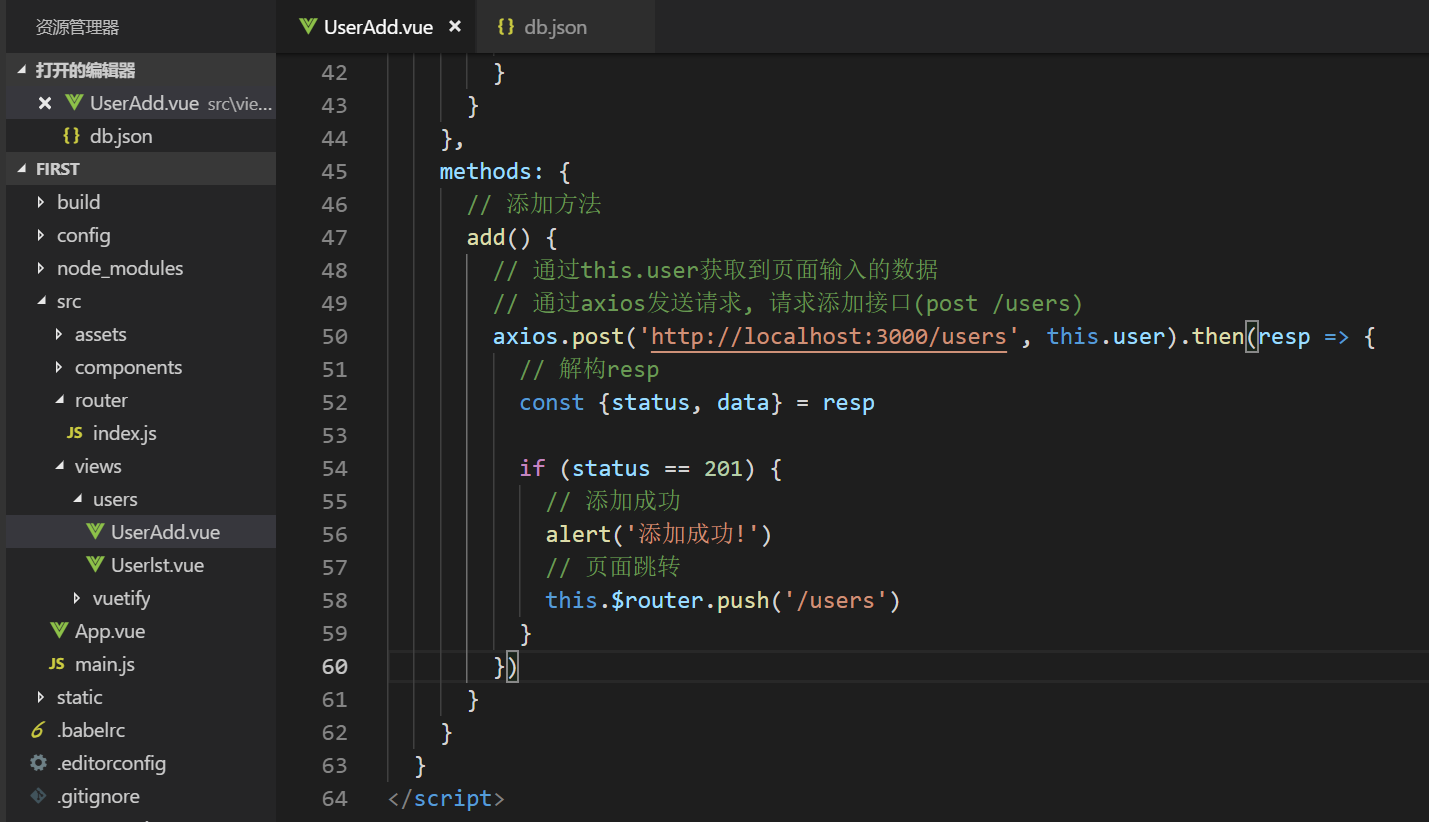 资源管理器
打开的编辑器
UserAdd.vue src\vie...
{} db.json
FIRST
build
config
node_modules
src
assets
components
router
JS index.js
views
users
UserAdd.vue
Userlst.vue
vuetify
App.vue
JS main.js
static
.babelrc
.editorconfig
.gitignore
UserAdd.vue
{} db.json
42 }
43 }
44 },
45 methods: {
46 // 添加方法
47 add() {
48 // 通过this.user获取到页面输入的数据
49 // 通过axios发送请求, 请求添加接口(post /users)
50 axios.post('http://localhost:3000/users', this.user).then(resp => {
51 // 解构resp
52 const {status, data} = resp
53
54 if (status == 201) {
55 // 添加成功
56 alert('添加成功!')
57 // 页面跳转
58 this.$router.push('/users')
59 }
60 })
61 }
62 }
63 }
64 </script>